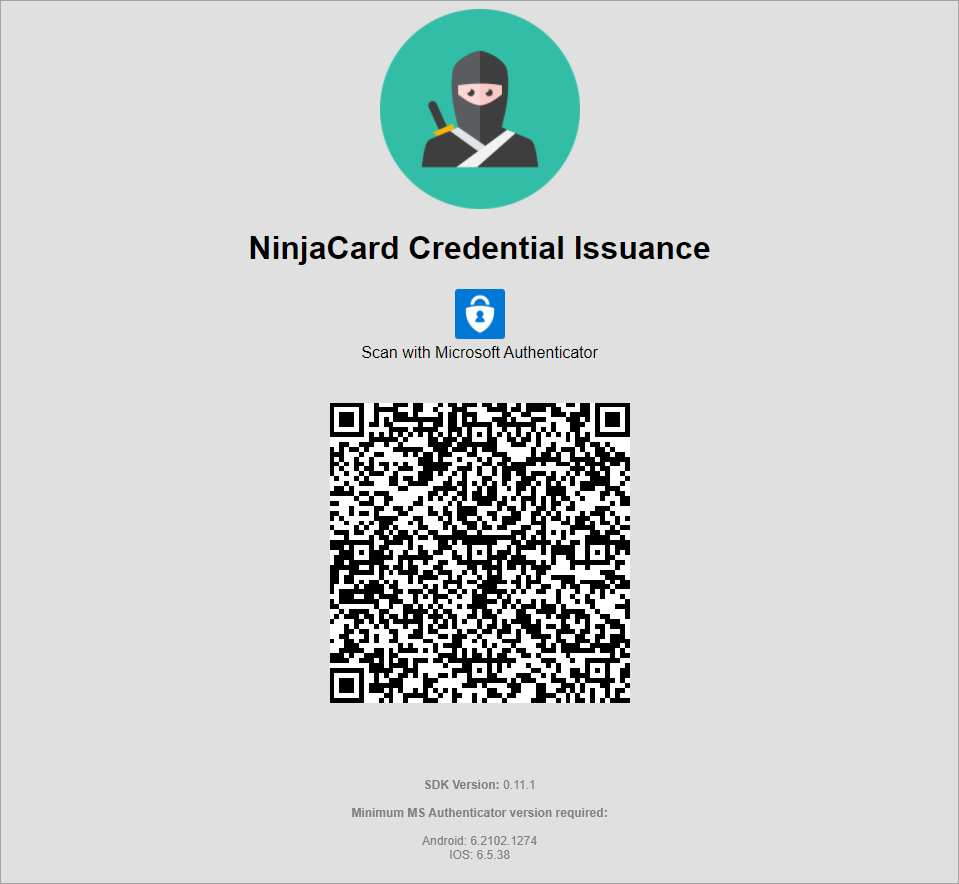 NinjaCard Credential Issuance
Scan with Microsoft Authenticator
SDK Version: 0.11.1
Minimum MS Authenticator version required:
Android: 6.2102.1274
IOS: 6.5.38